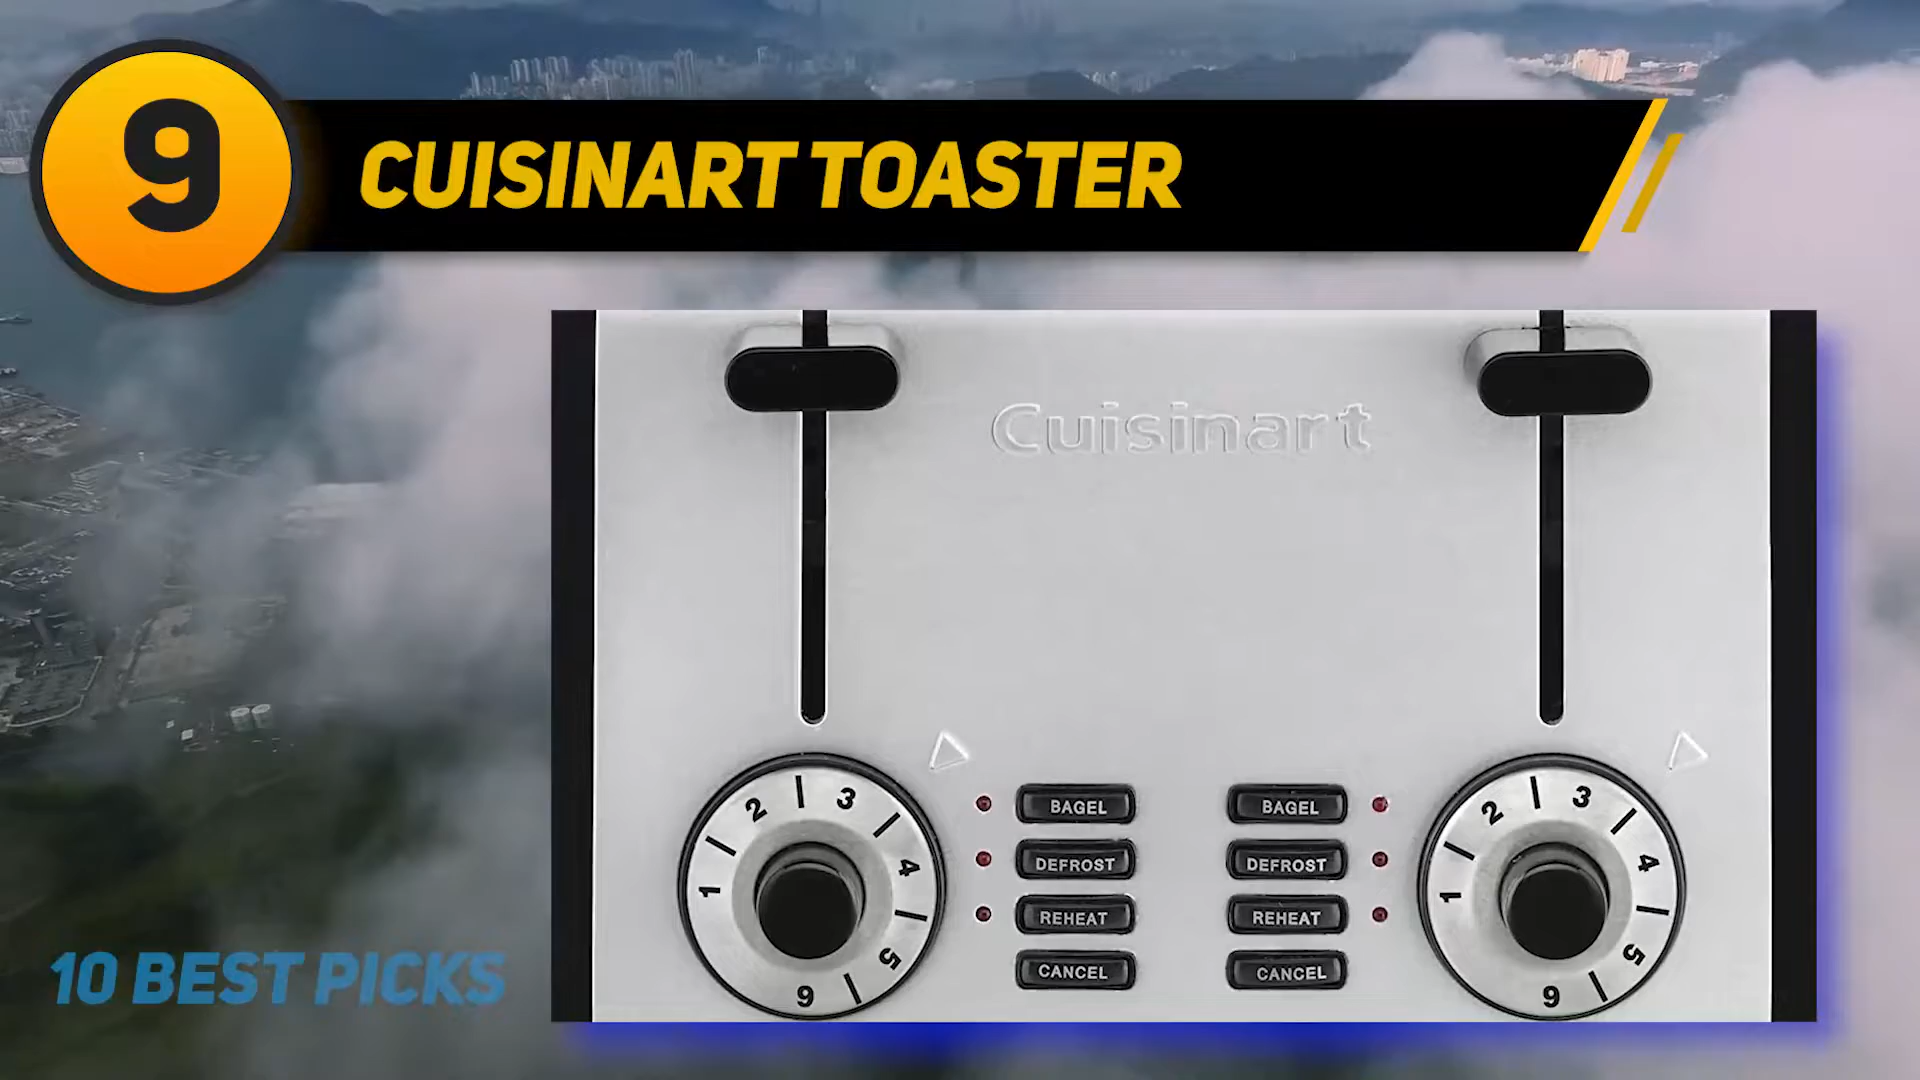 9
CUISINART TOASTER
Cuisinart
1 2 3 4 5 6
BAGEL BAGEL
DEFROST DEFROST
REHEAT REHEAT
CANCEL CANCEL
1 2 3 4 5 6
10 BEST PICKS